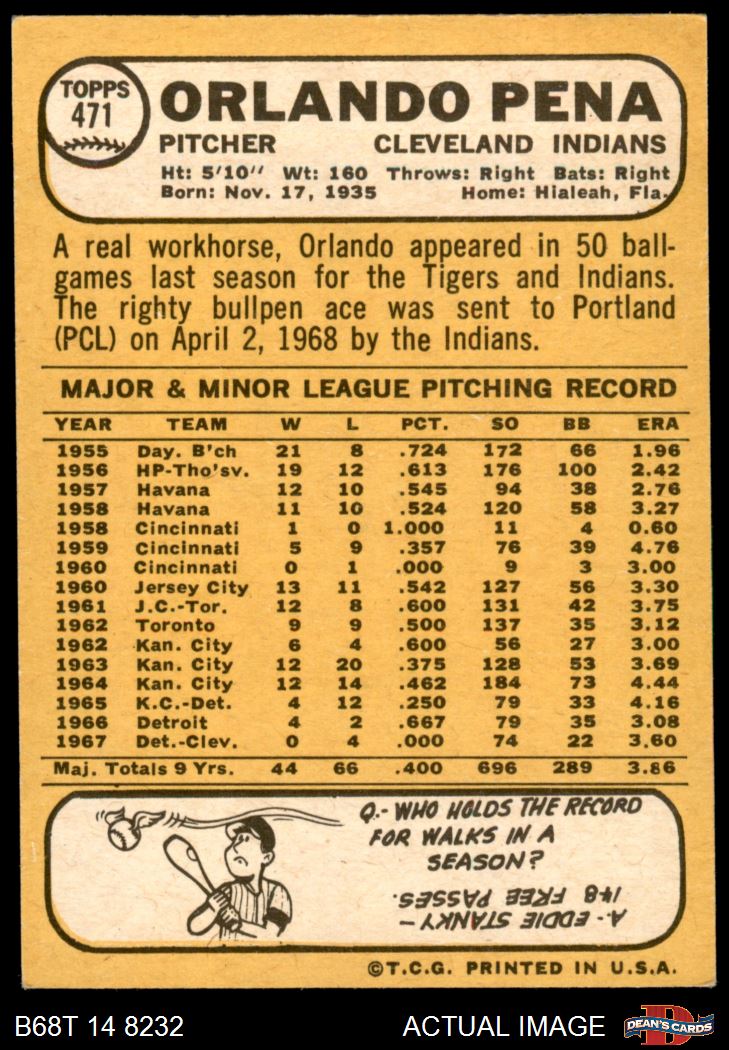 TOPPS
471
ORLANDO PENA
PITCHER CLEVELAND INDIANS
Ht: 5'10" Wt: 160 Throws: Right Bats: Right
Born: Nov. 17, 1935 Home: Hialeah, Fla.
A real workhorse, Orlando appeared in 50 ball-
games last season for the Tigers and Indians.
The righty bullpen ace was sent to Portland
(PCL) on April 2, 1968 by the Indians.
MAJOR & MINOR LEAGUE PITCHING RECORD
YEAR TEAM W L PCT. SO BB ERA
1955 Day. B'ch 21 8 .724 172 66 1.96
1956 HP-Tho'sv. 19 12 .613 176 100 2.42
1957 Havana 12 10 .545 94 38 2.76
1958 Havana 11 10 .524 120 58 3.27
1958 Cincinnati 1 0 1.000 11 4 0.60
1959 Cincinnati 5 9 .357 76 39 4.76
1960 Cincinnati 0 1 .000 9 3 3.00
1960 Jersey City 13 11 .542 127 56 3.30
1961 J.C.-Tor. 12 8 .600 131 42 3.75
1962 Toronto 9 9 .500 137 35 3.12
1962 Kan. City 6 4 .600 56 27 3.00
1963 Kan. City 12 20 .375 128 53 3.69
1964 Kan. City 12 14 .462 184 73 4.44
1965 K.C.-Det. 4 12 .250 79 33 4.16
1966 Detroit 4 2 .667 79 35 3.08
1967 Det.-Clev. 0 4 .000 74 22 3.60
Maj. Totals 9 Yrs. 44 66 .400 696 289 3.86
Q.- WHO HOLDS THE RECORD
FOR WALKS IN A
SEASON?
A.- EDDIE STANKY -
148 FREE PASSES.
©T.C.G. PRINTED IN U.S.A.
B68T 14 8232 ACTUAL IMAGE
D
DEAN'S CARDS